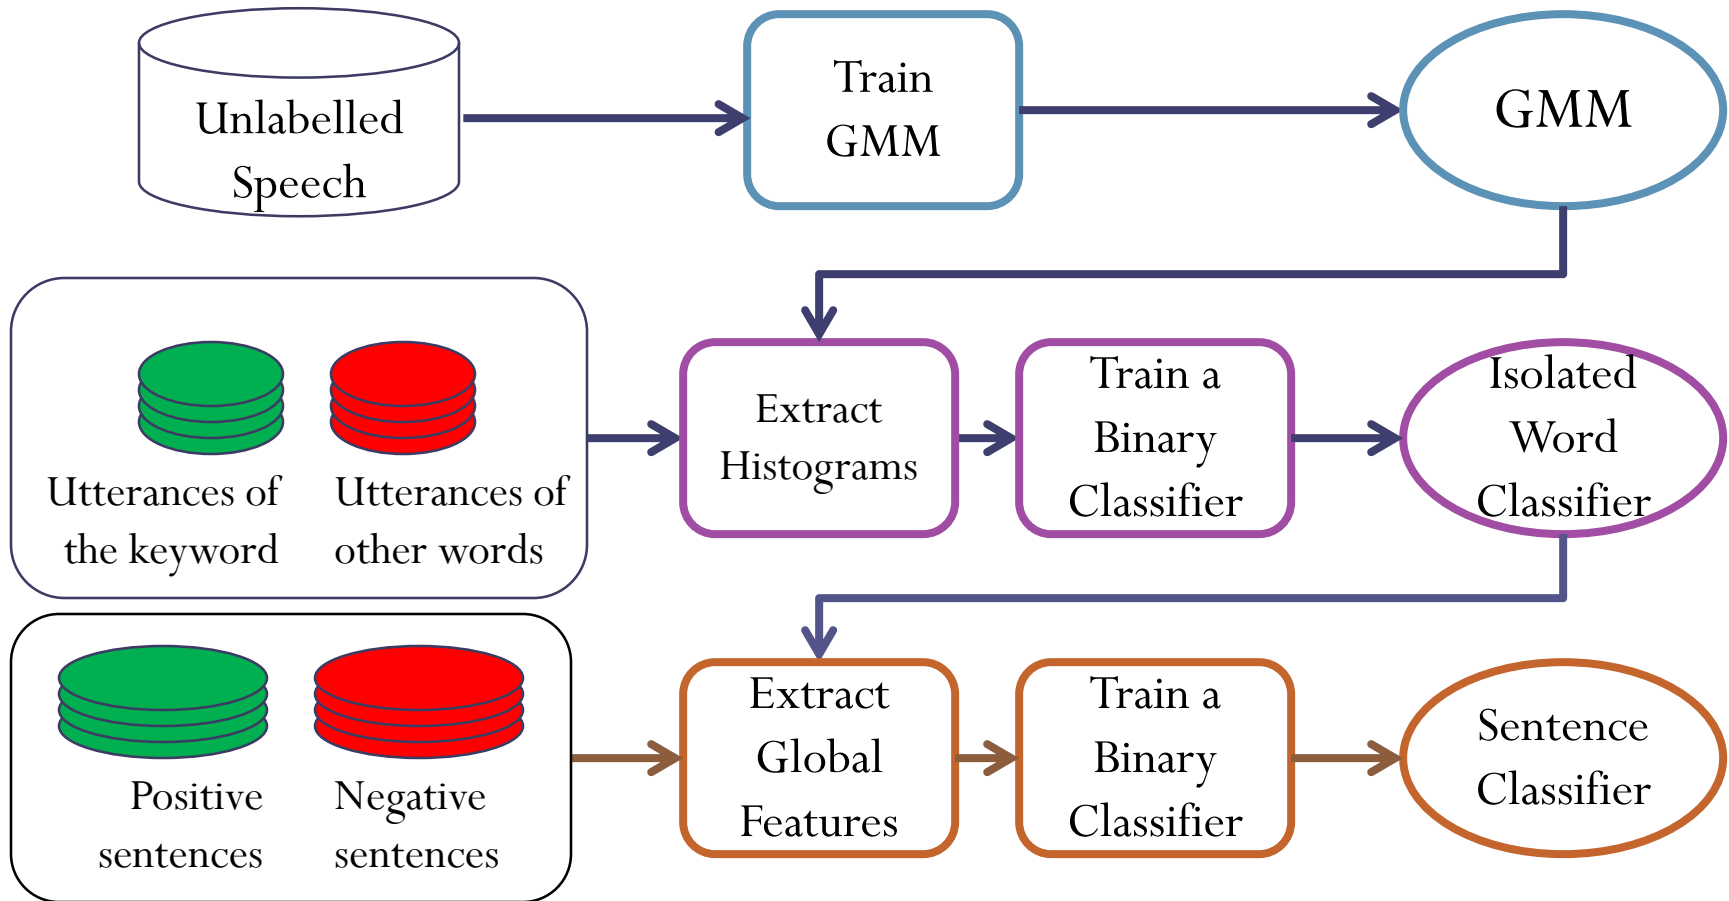 Unlabelled
Speech
Train
GMM
GMM
Utterances of
the keyword
Utterances of
other words
Extract
Histograms
Train a
Binary
Classifier
Isolated
Word
Classifier
Positive
sentences
Negative
sentences
Extract
Global
Features
Train a
Binary
Classifier
Sentence
Classifier